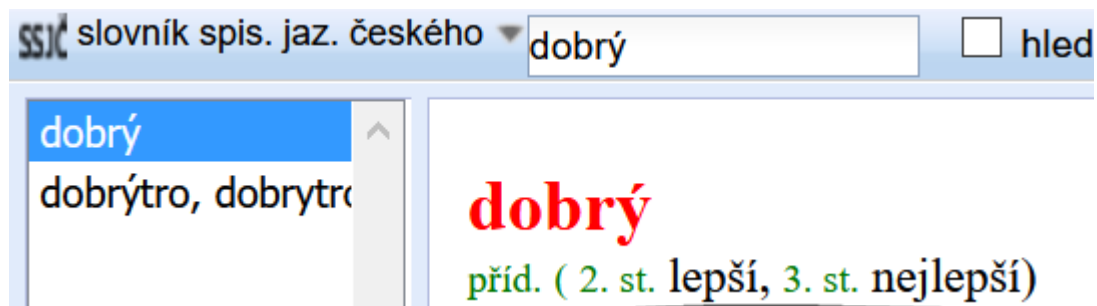 SSJČ slovník spis. jaz. českého dobrý hled
dobrý
dobrýtro, dobrytro
dobrý
příd. ( 2. st. lepší, 3. st. nejlepší)